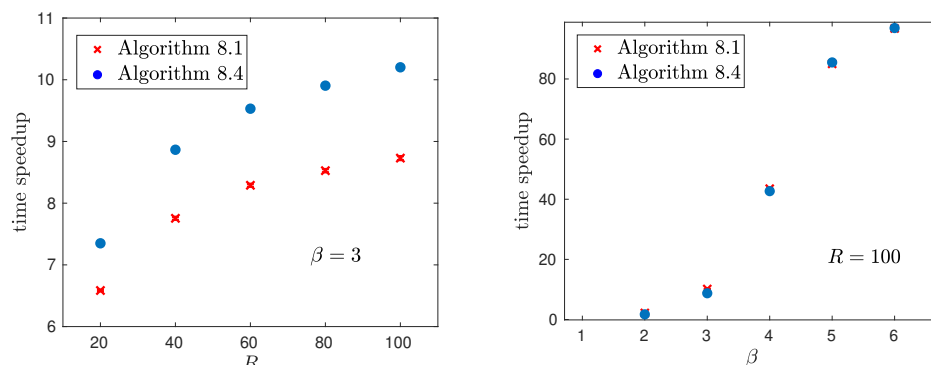 11
10
9
8
7
6
time speedup
× Algorithm 8.1
● Algorithm 8.4
β = 3
20 40 60 80 100
R
80
60
40
20
0
time speedup
× Algorithm 8.1
● Algorithm 8.4
R = 100
1 2 3 4 5 6
β